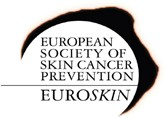 EUROPEAN
SOCIETY OF
SKIN CANCER
PREVENTION
EUROSKIN